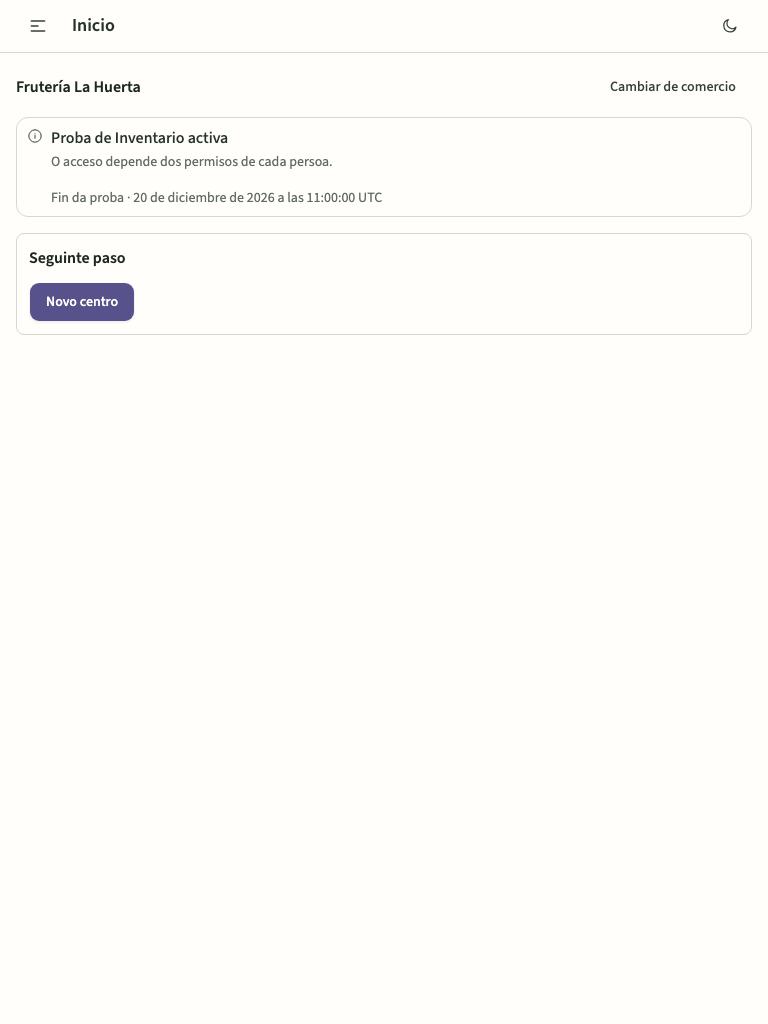 Inicio
Frutería La Huerta
Cambiar de comercio
Proba de Inventario activa
O acceso depende dos permisos de cada persoa.
Fin da proba · 20 de diciembre de 2026 a las 11:00:00 UTC
Seguinte paso
Novo centro